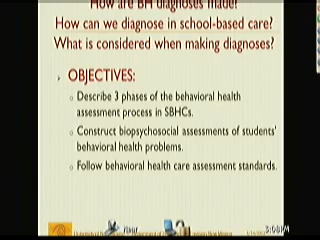 How are BH diagnoses made?
How can we diagnose in school-based care?
What is considered when making diagnoses?
OBJECTIVES:
Describe 3 phases of the behavioral health
assessment process in SBHCs.
Construct biopsychosocial assessments of students'
behavioral health problems.
Follow behavioral health care assessment standards.